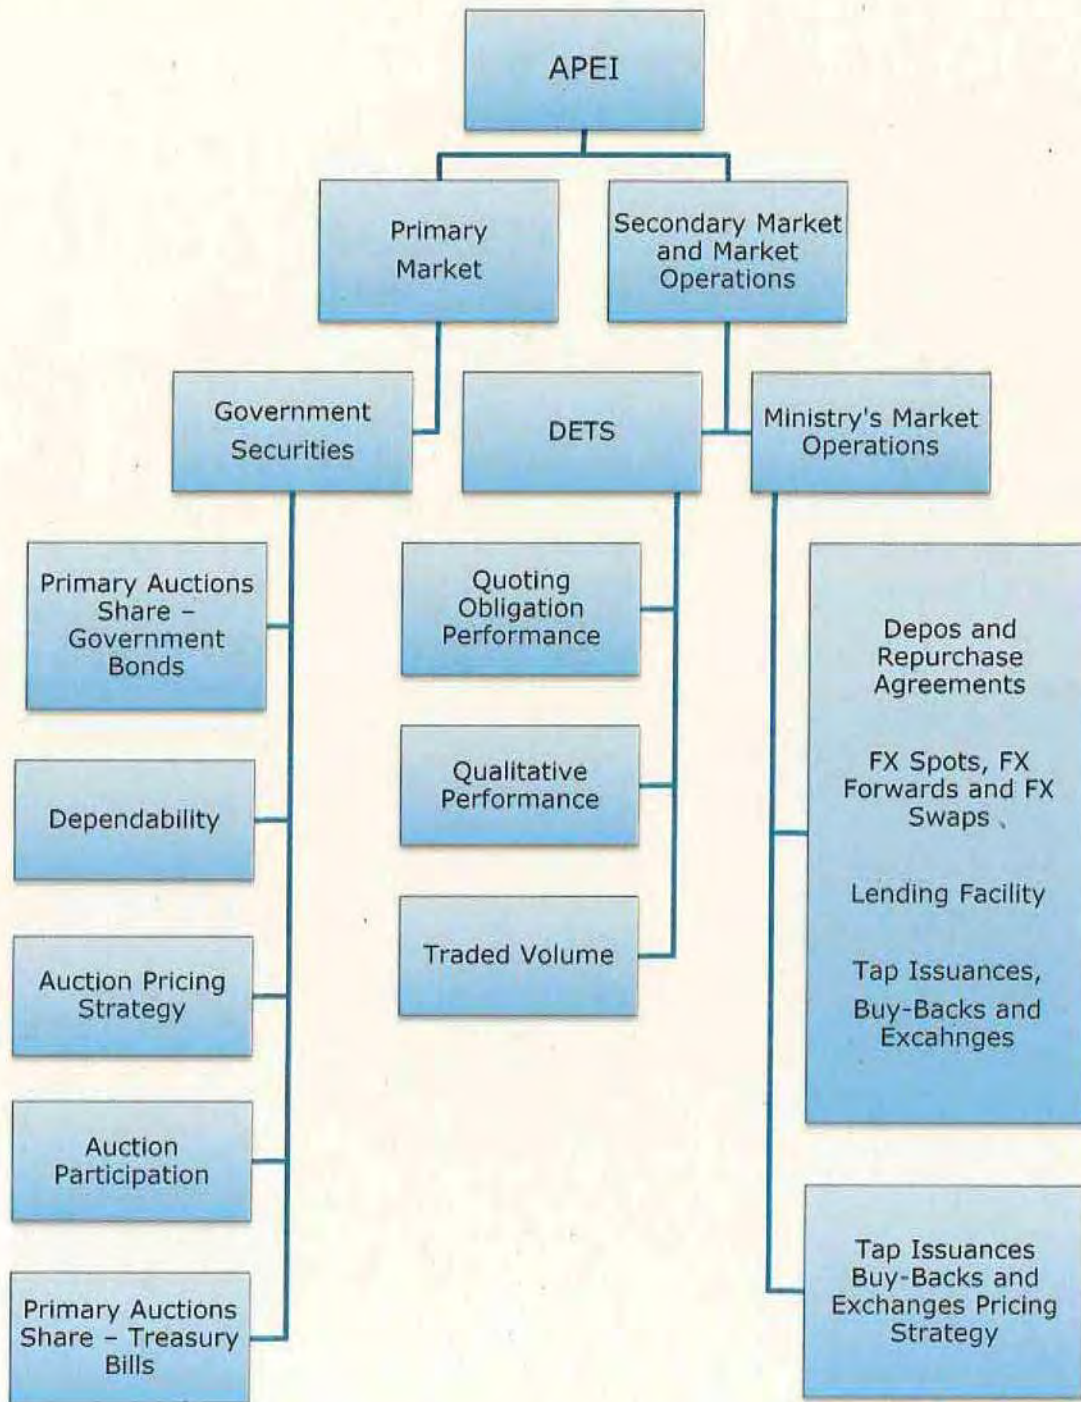 APEI
Primary
Market
Secondary Market
and Market
Operations
Government
Securities
DETS
Ministry's Market
Operations
Primary Auctions
Share –
Government
Bonds
Dependability
Auction Pricing
Strategy
Auction
Participation
Primary Auctions
Share – Treasury
Bills
Quoting
Obligation
Performance
Qualitative
Performance
Traded Volume
Depos and
Repurchase
Agreements
FX Spots, FX
Forwards and FX
Swaps
Lending Facility
Tap Issuances,
Buy-Backs and
Excahnges
Tap Issuances
Buy-Backs and
Exchanges Pricing
Strategy